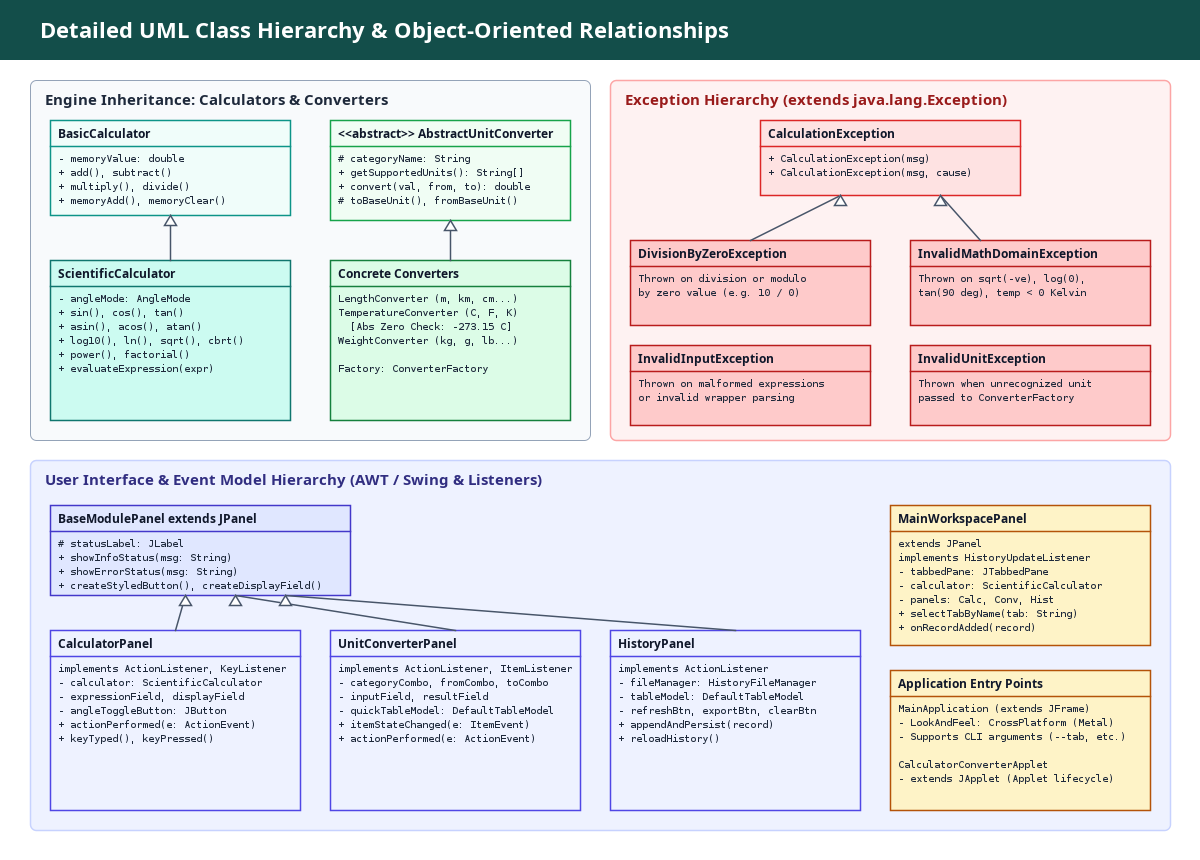 Detailed UML Class Hierarchy & Object-Oriented Relationships
Engine Inheritance: Calculators & Converters
BasicCalculator
- memoryValue: double
+ add(), subtract()
+ multiply(), divide()
+ memoryAdd(), memoryClear()
<<abstract>> AbstractUnitConverter
# categoryName: String
+ getSupportedUnits(): String[]
+ convert(val, from, to): double
# toBaseUnit(), fromBaseUnit()
ScientificCalculator
- angleMode: AngleMode
+ sin(), cos(), tan()
+ asin(), acos(), atan()
+ log10(), ln(), sqrt(), cbrt()
+ power(), factorial()
+ evaluateExpression(expr)
Concrete Converters
LengthConverter (m, km, cm...)
TemperatureConverter (C, F, K)
[Abs Zero Check: -273.15 C]
WeightConverter (kg, g, lb...)
Factory: ConverterFactory
Exception Hierarchy (extends java.lang.Exception)
CalculationException
+ CalculationException(msg)
+ CalculationException(msg, cause)
DivisionByZeroException
Thrown on division or modulo
by zero value (e.g. 10 / 0)
InvalidMathDomainException
Thrown on sqrt(-ve), log(0),
tan(90 deg), temp < 0 Kelvin
InvalidInputException
Thrown on malformed expressions
or invalid wrapper parsing
InvalidUnitException
Thrown when unrecognized unit
passed to ConverterFactory
User Interface & Event Model Hierarchy (AWT / Swing & Listeners)
BaseModulePanel extends JPanel
# statusLabel: JLabel
+ showInfoStatus(msg: String)
+ showErrorStatus(msg: String)
+ createStyledButton(), createDisplayField()
CalculatorPanel
implements ActionListener, KeyListener
- calculator: ScientificCalculator
- expressionField, displayField
- angleToggleButton: JButton
+ actionPerformed(e: ActionEvent)
+ keyTyped(), keyPressed()
UnitConverterPanel
implements ActionListener, ItemListener
- categoryCombo, fromCombo, toCombo
- inputField, resultField
- quickTableModel: DefaultTableModel
+ itemStateChanged(e: ItemEvent)
+ actionPerformed(e: ActionEvent)
HistoryPanel
implements ActionListener
- fileManager: HistoryFileManager
- tableModel: DefaultTableModel
- refreshBtn, exportBtn, clearBtn
+ appendAndPersist(record)
+ reloadHistory()
MainWorkspacePanel
extends JPanel
implements HistoryUpdateListener
- tabbedPane: JTabbedPane
- calculator: ScientificCalculator
- panels: Calc, Conv, Hist
+ selectTabByName(tab: String)
+ onRecordAdded(record)
Application Entry Points
MainApplication (extends JFrame)
- LookAndFeel: CrossPlatform (Metal)
- Supports CLI arguments (--tab, etc.)
CalculatorConverterApplet
- extends JApplet (Applet lifecycle)